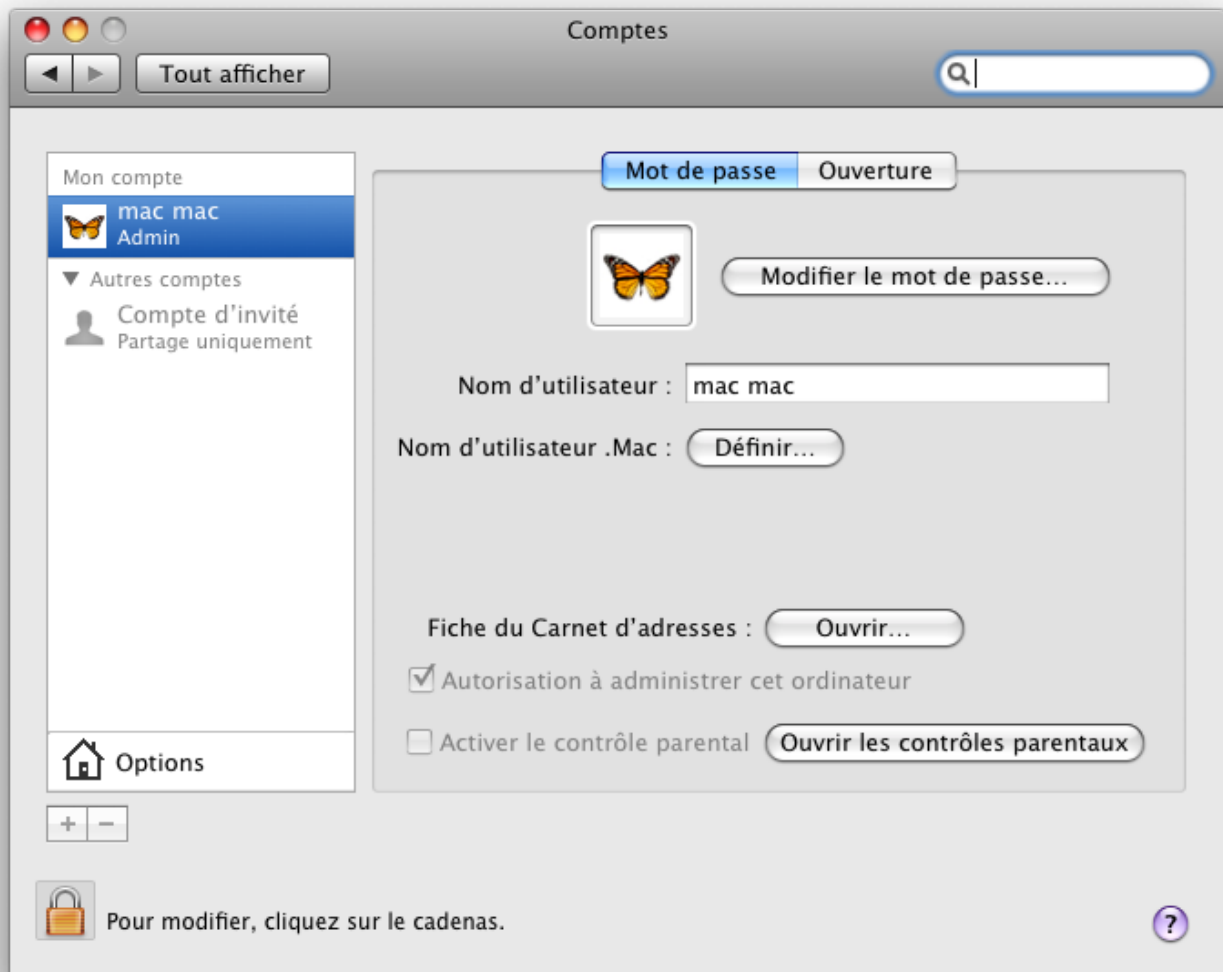 Comptes
Tout afficher
Mon compte
mac mac
Admin
Autres comptes
Compte d’invité
Partage uniquement
Options
Mot de passe
Ouverture
Modifier le mot de passe...
Nom d’utilisateur : mac mac
Nom d’utilisateur .Mac : Définir...
Fiche du Carnet d’adresses : Ouvrir...
Autorisation à administrer cet ordinateur
Activer le contrôle parental Ouvrir les contrôles parentaux
+ −
Pour modifier, cliquez sur le cadenas.
?